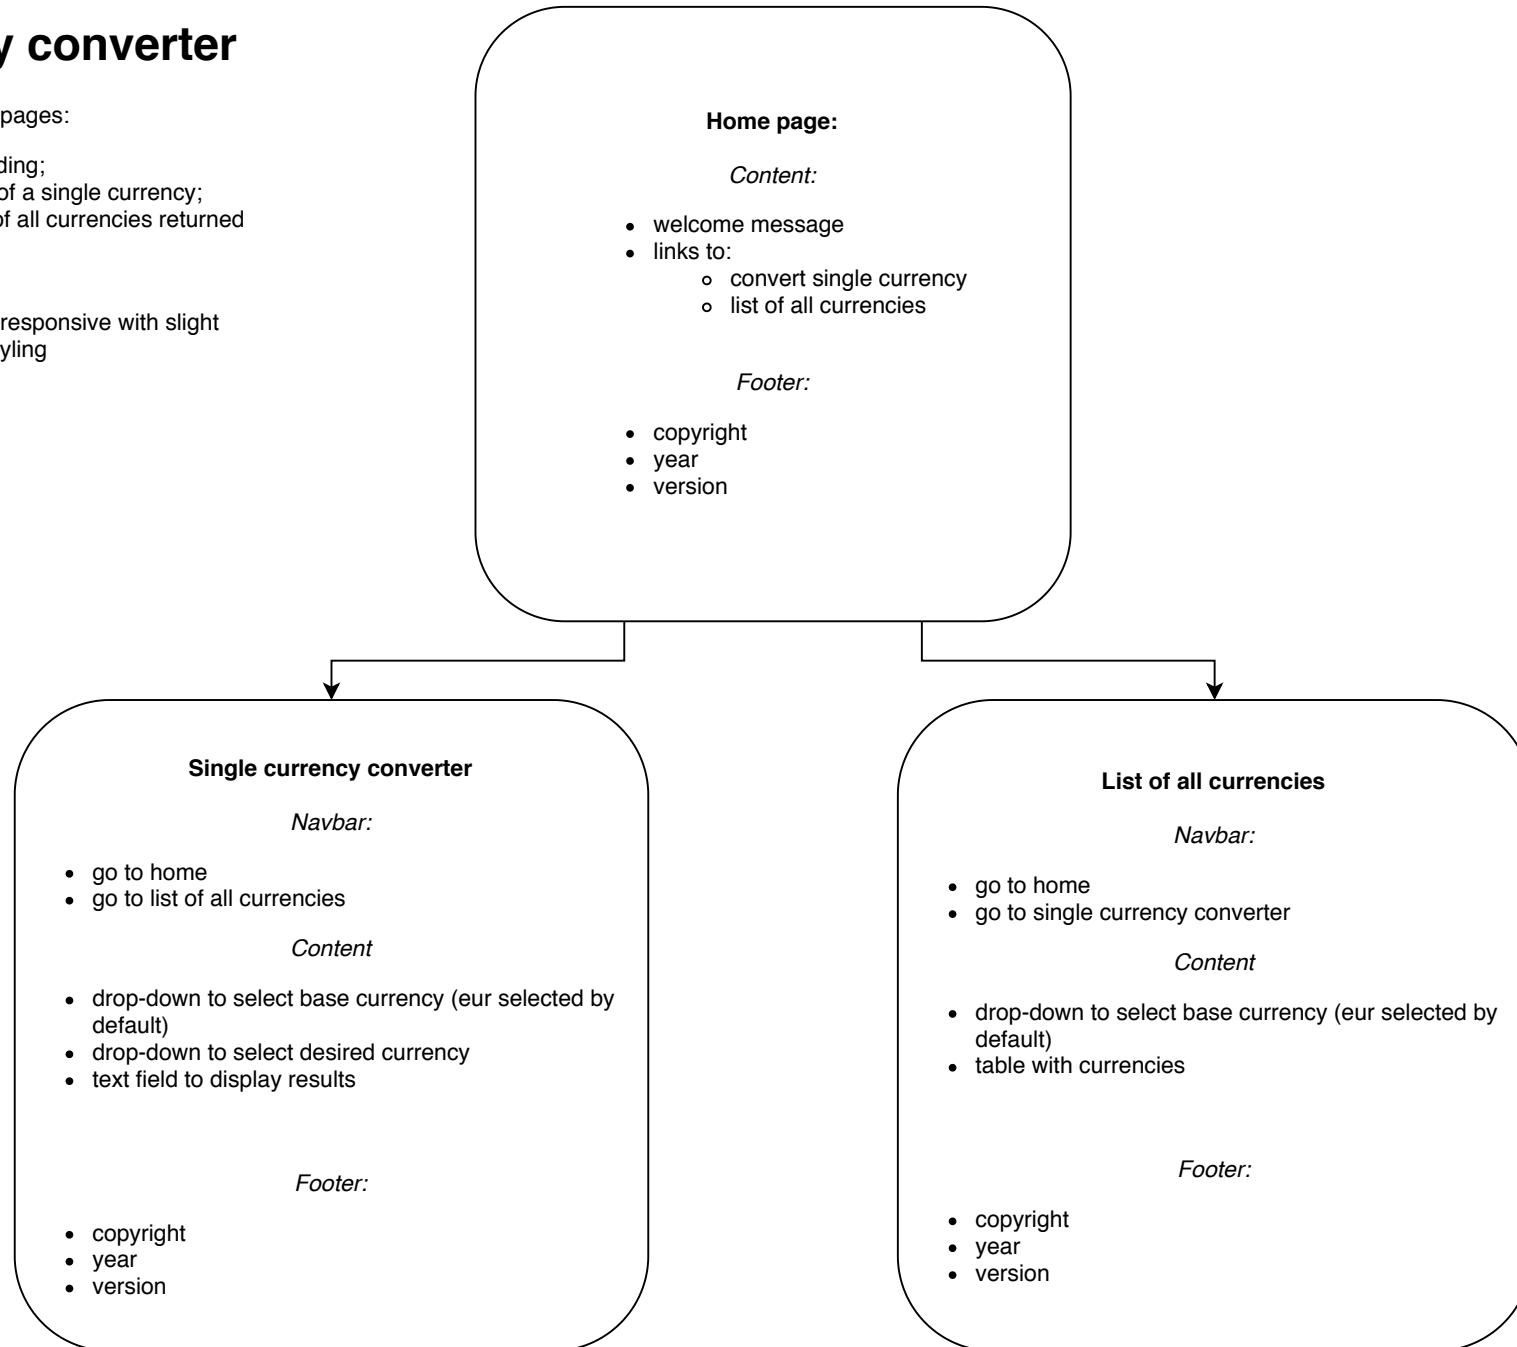 y converter
pages:
ding;
of a single currency;
of all currencies returned
responsive with slight
yling
Home page:
Content:
welcome message
links to:
convert single currency
list of all currencies
Footer:
copyright
year
version
Single currency converter
Navbar:
go to home
go to list of all currencies
Content
drop-down to select base currency (eur selected by
default)
drop-down to select desired currency
text field to display results
Footer:
copyright
year
version
List of all currencies
Navbar:
go to home
go to single currency converter
Content
drop-down to select base currency (eur selected by
default)
table with currencies
Footer:
copyright
year
version